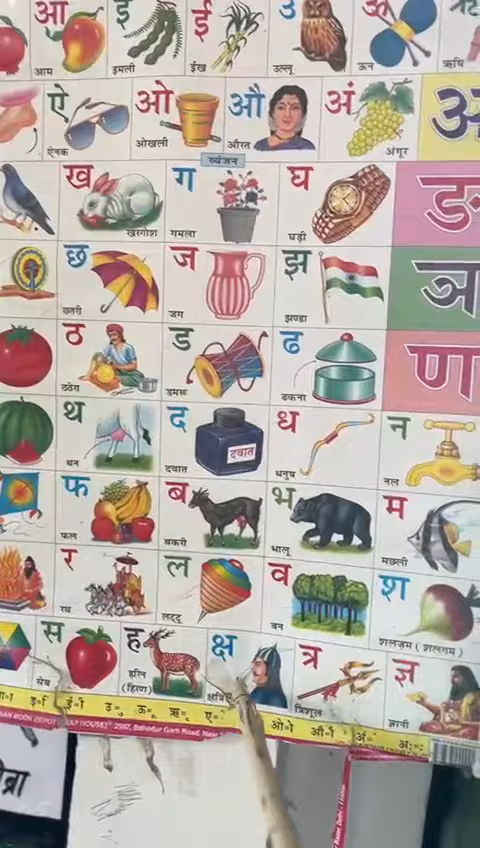 आ इ ई उ ऊ
आम इमली ईख उल्लू ऊन ऋषि
ऐ ओ औ अं
ऐनक ओखली औरत अंगूर
व्यंजन
ख ग घ
खरगोश गमला घड़ी
छ ज झ ञ
छतरी जग झण्डा
ठ ड ढ ण
ठठेरा डमरू ढकना
थ द ध न
दवात
थन दवात धनुष नल
फ ब भ म
फल बकरी भालू मछली
र ल व श
रथ लट्टू वन शलज़म (शलगम)
स ह क्ष त्र ज्ञ
सेब हरिन (हिरण) त्रिशूल ज्ञानी